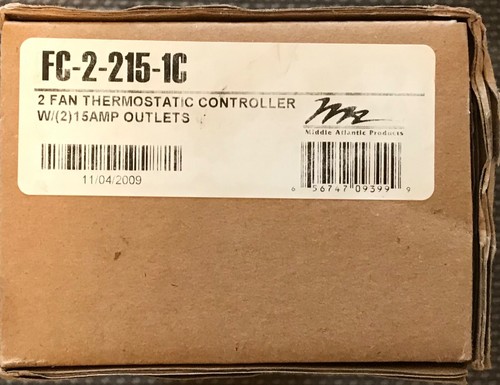 FC-2-215-1C
2 FAN THERMOSTATIC CONTROLLER
W/(2)15AMP OUTLETS
Middle Atlantic Products
11/04/2009
6 56747 09399 9